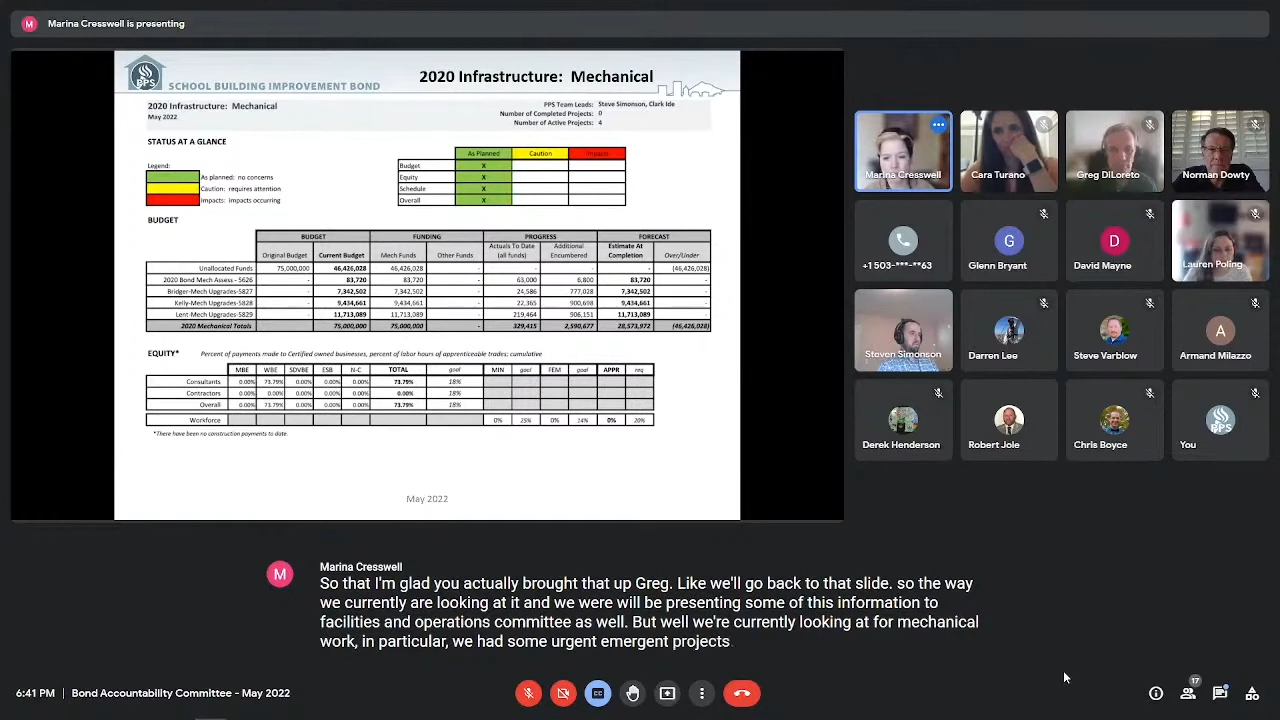 M Marina Cresswell is presenting
PPS SCHOOL BUILDING IMPROVEMENT BOND
2020 Infrastructure: Mechanical
2020 Infrastructure: Mechanical
May 2022
PPS Team Leads: Steve Simonson, Clark Ide
Number of Completed Projects: 0
Number of Active Projects: 4
STATUS AT A GLANCE
As Planned Caution Impacts
Legend: Budget X
As planned: no concerns Equity X
Caution: requires attention Schedule X
Impacts: impacts occurring Overall X
BUDGET
BUDGET FUNDING PROGRESS FORECAST
Original Budget Current Budget Mech Funds Other Funds Actuals To Date (all funds) Additional Encumbered Estimate At Completion Over/Under
Unallocated Funds 75,000,000 46,426,028 46,426,028 - - - - (46,426,028)
2020 Bond Mech Assess - 5626 - 83,720 83,720 - 63,000 6,800 83,720 -
Bridger-Mech Upgrades-5827 - 7,342,502 7,342,502 - 24,586 777,028 7,342,502 -
Kelly-Mech Upgrades-5828 - 9,434,661 9,434,661 - 22,365 900,698 9,434,661 -
Lent-Mech Upgrades-5829 - 11,713,089 11,713,089 - 219,464 906,151 11,713,089 -
2020 Mechanical Totals 75,000,000 75,000,000 - 329,415 2,590,677 28,573,972 (46,426,028)
EQUITY* Percent of payments made to Certified owned businesses, percent of labor hours of apprenticeable trades; cumulative
MBE WBE SDVBE ESB N-C TOTAL goal MIN goal FEM goal APPR req
Consultants 0.00% 73.79% 0.00% 0.00% 0.00% 73.79% 18%
Contractors 0.00% 0.00% 0.00% 0.00% 0.00% 0.00% 18%
Overall 0.00% 73.79% 0.00% 0.00% 0.00% 73.79% 18%
Workforce 0% 25% 0% 14% 0% 20%
*There have been no construction payments to date.
May 2022
Marina Cresswell
Cara Turano
Greg DiLoreto
Norman Dowty
+1 503-***-**63
G
Glenn Bryant
D
David Mayne
Lauren Poling
Steven Simonson
Darren Lee
Steve Effros
A
Armand Milazzo
Derek Henderson
Robert Jole
Chris Boyce
PPS
You
M
Marina Cresswell
So that I'm glad you actually brought that up Greg. Like we'll go back to that slide. so the way
we currently are looking at it and we were will be presenting some of this information to
facilities and operations committee as well. But well we're currently looking at for mechanical
work, in particular, we had some urgent emergent projects.
6:41 PM | Bond Accountability Committee - May 2022
CC
17